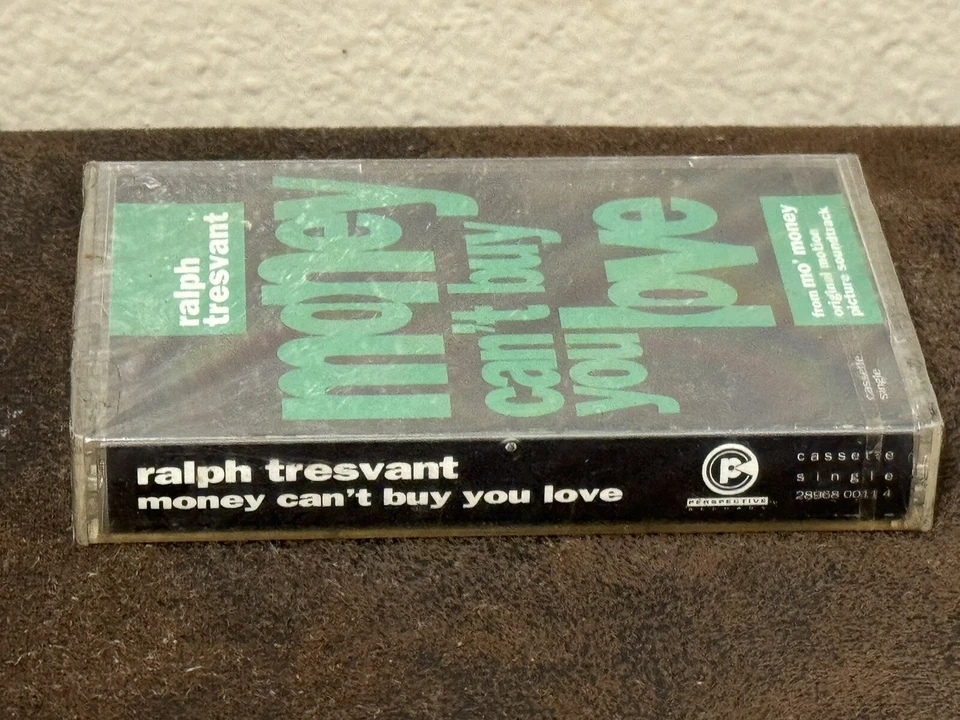 ralph
tresvant
money
can't buy
you love
from mo' money
original motion
picture soundtrack
cassette
single
ralph tresvant
money can't buy you love
PERSPECTIVE
RECORDS
cassette
single
28968 0011 4